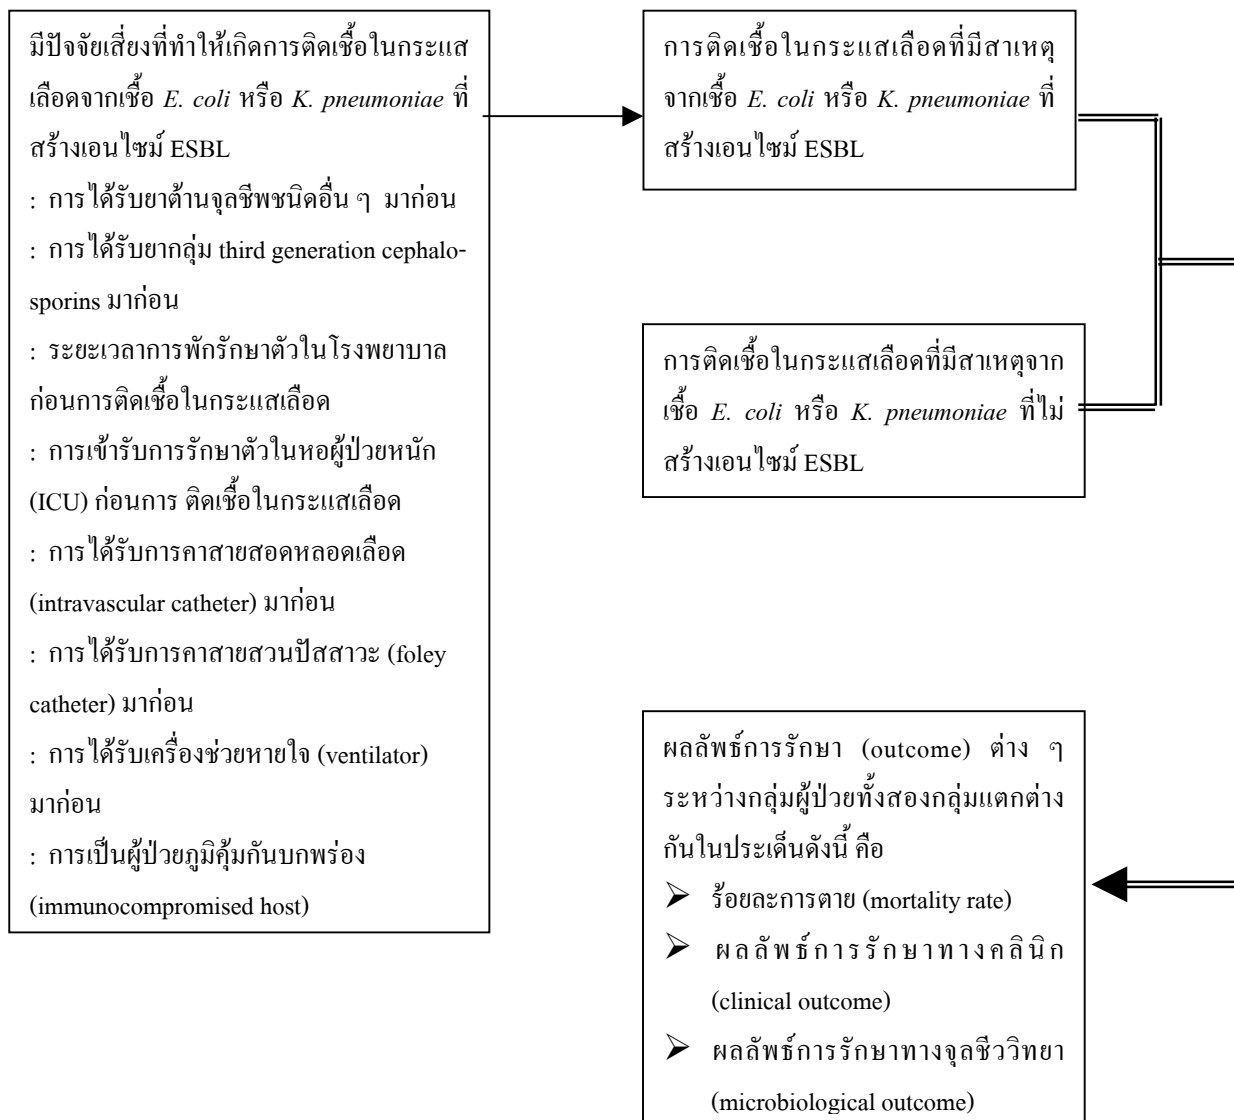 มีปัจจัยเสี่ยงที่ทำให้เกิดการติดเชื้อในกระแส
เลือดจากเชื้อ E. coli หรือ K. pneumoniae ที่
สร้างเอนไซม์ ESBL
: การได้รับยาต้านจุลชีพชนิดอื่น ๆ มาก่อน
: การได้รับยากลุ่ม third generation cephalo-
sporins มาก่อน
: ระยะเวลาการพักรักษาตัวในโรงพยาบาล
ก่อนการติดเชื้อในกระแสเลือด
: การเข้ารับการรักษาตัวในหอผู้ป่วยหนัก
(ICU) ก่อนการ ติดเชื้อในกระแสเลือด
: การได้รับการคาสายสอดหลอดเลือด
(intravascular catheter) มาก่อน
: การได้รับการคาสายสวนปัสสาวะ (foley
catheter) มาก่อน
: การได้รับเครื่องช่วยหายใจ (ventilator)
มาก่อน
: การเป็นผู้ป่วยภูมิคุ้มกันบกพร่อง
(immunocompromised host)
การติดเชื้อในกระแสเลือดที่มีสาเหตุ
จากเชื้อ E. coli หรือ K. pneumoniae ที่
สร้างเอนไซม์ ESBL
การติดเชื้อในกระแสเลือดที่มีสาเหตุจาก
เชื้อ E. coli หรือ K. pneumoniae ที่ไม่
สร้างเอนไซม์ ESBL
ผลลัพธ์การรักษา (outcome) ต่าง ๆ
ระหว่างกลุ่มผู้ป่วยทั้งสองกลุ่มแตกต่าง
กันในประเด็นดังนี้ คือ
➢ ร้อยละการตาย (mortality rate)
➢ ผลลัพธ์การรักษาทางคลินิก
(clinical outcome)
➢ ผลลัพธ์การรักษาทางจุลชีววิทยา
(microbiological outcome)